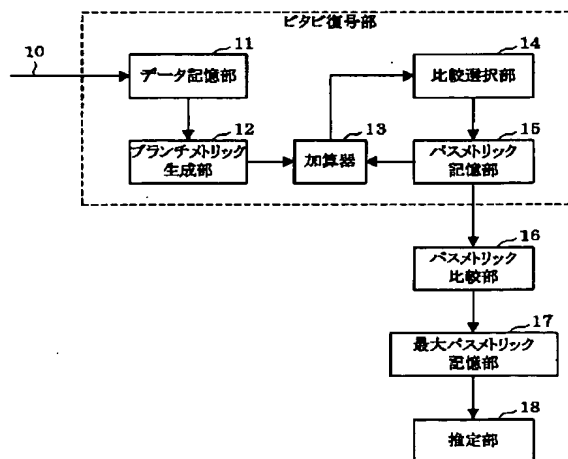 ビタビ復号部
10
11
データ記憶部
14
比較選択部
12
ブランチメトリック
生成部
13
加算器
15
パスメトリック
記憶部
16
パスメトリック
比較部
17
最大パスメトリック
記憶部
18
推定部